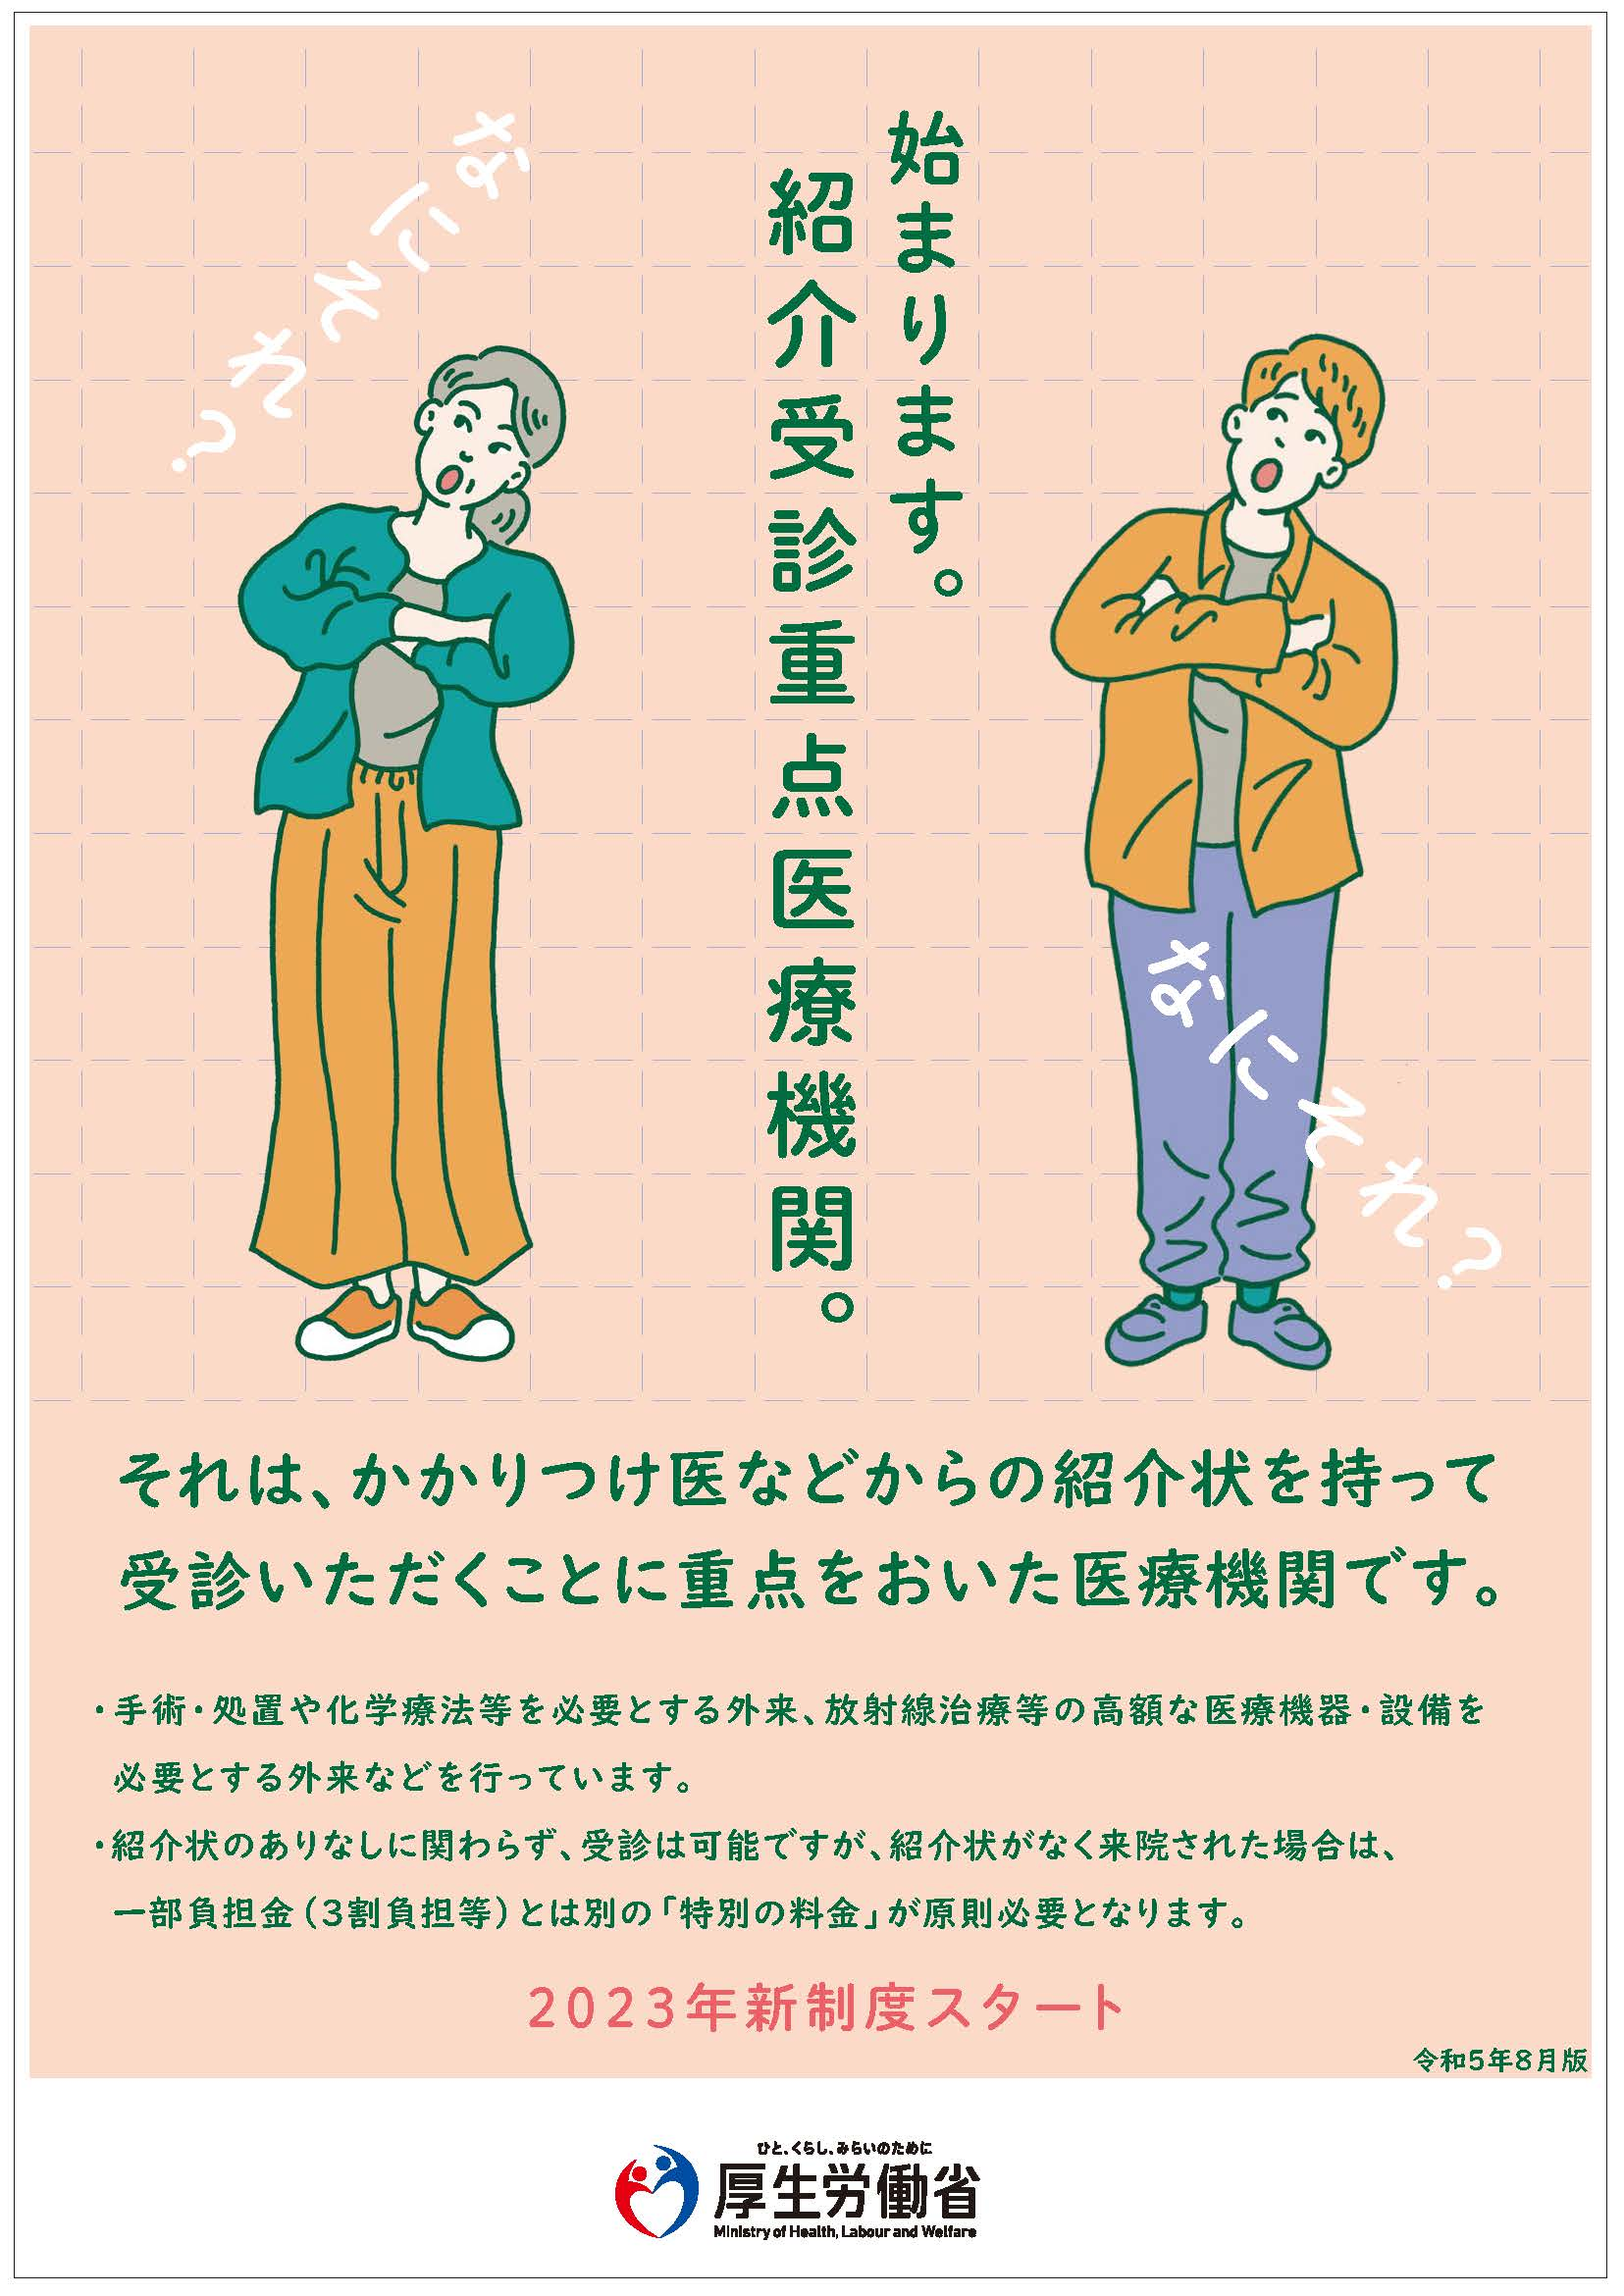 始まります。
紹介受診重点医療機関。
なにそれ?
なにそれ?
それは、かかりつけ医などからの紹介状を持って
受診いただくことに重点をおいた医療機関です。
・手術・処置や化学療法等を必要とする外来、放射線治療等の高額な医療機器・設備を
必要とする外来などを行っています。
・紹介状のありなしに関わらず、受診は可能ですが、紹介状がなく来院された場合は、
一部負担金(3割負担等)とは別の「特別の料金」が原則必要となります。
2023年新制度スタート
令和5年8月版
ひと、くらし、みらいのために
厚生労働省
Ministry of Health, Labour and Welfare